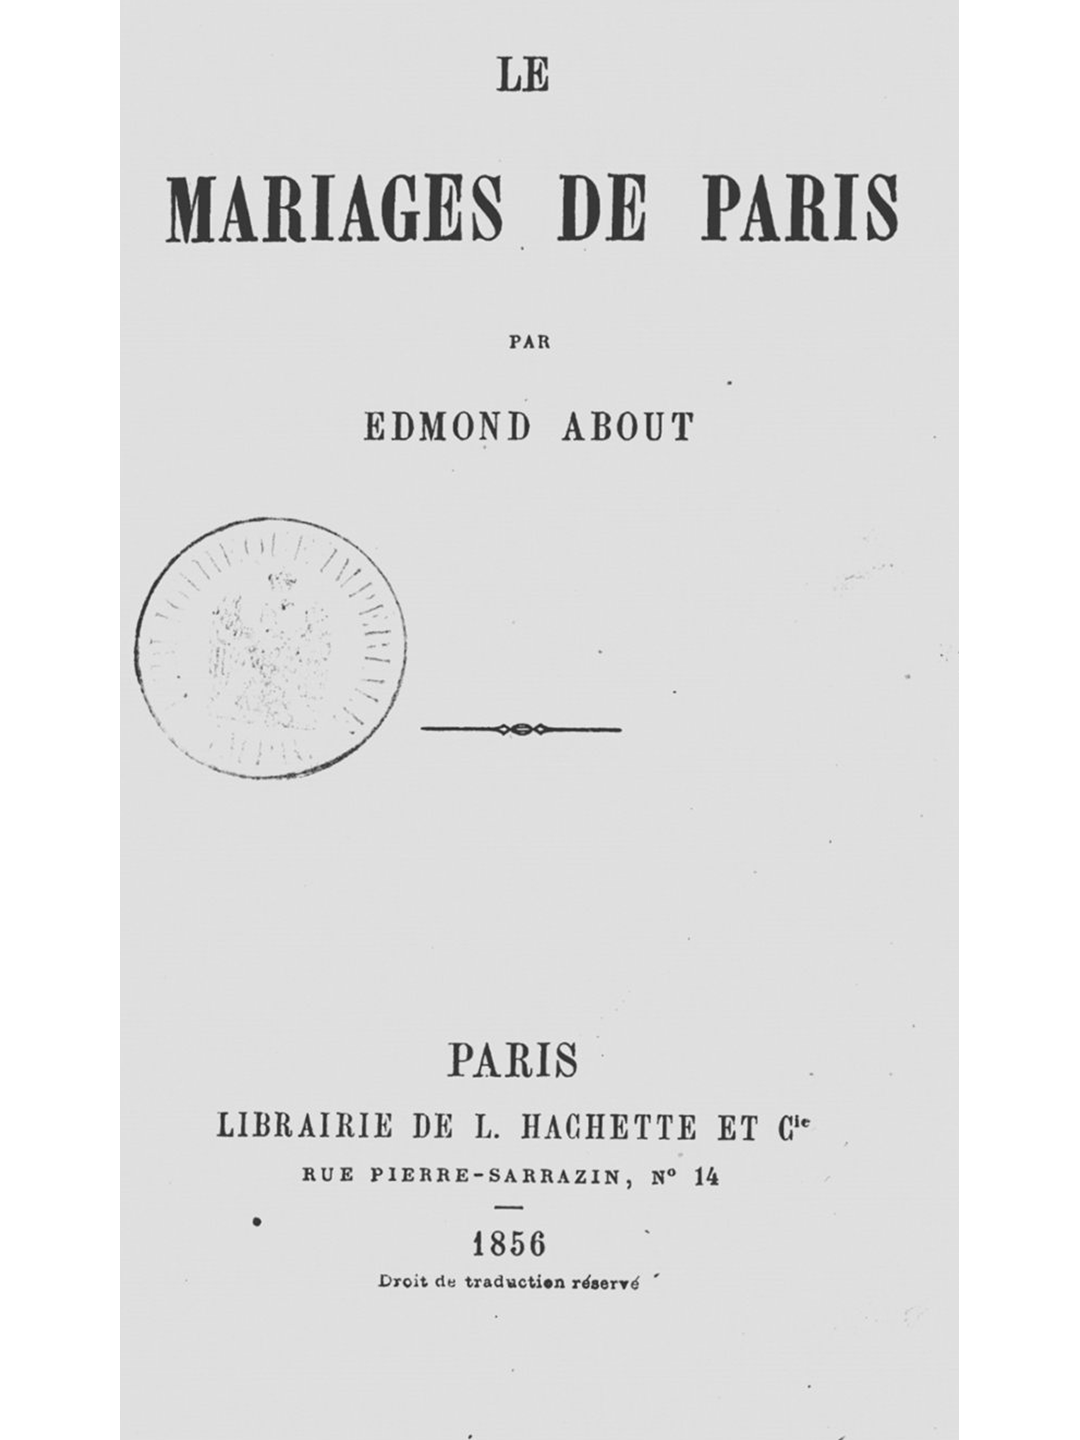 LE
MARIAGES DE PARIS
PAR
EDMOND ABOUT
IMPERIALE
PARIS
LIBRAIRIE DE L. HACHETTE ET Cie
RUE PIERRE-SARRAZIN, No 14
1856
Droit de traduction réservé